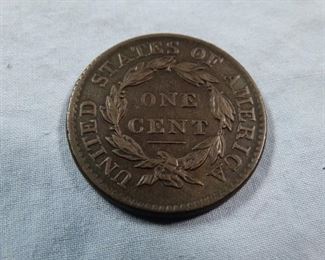 UNITED STATES OF AMERICA
ONE
CENT